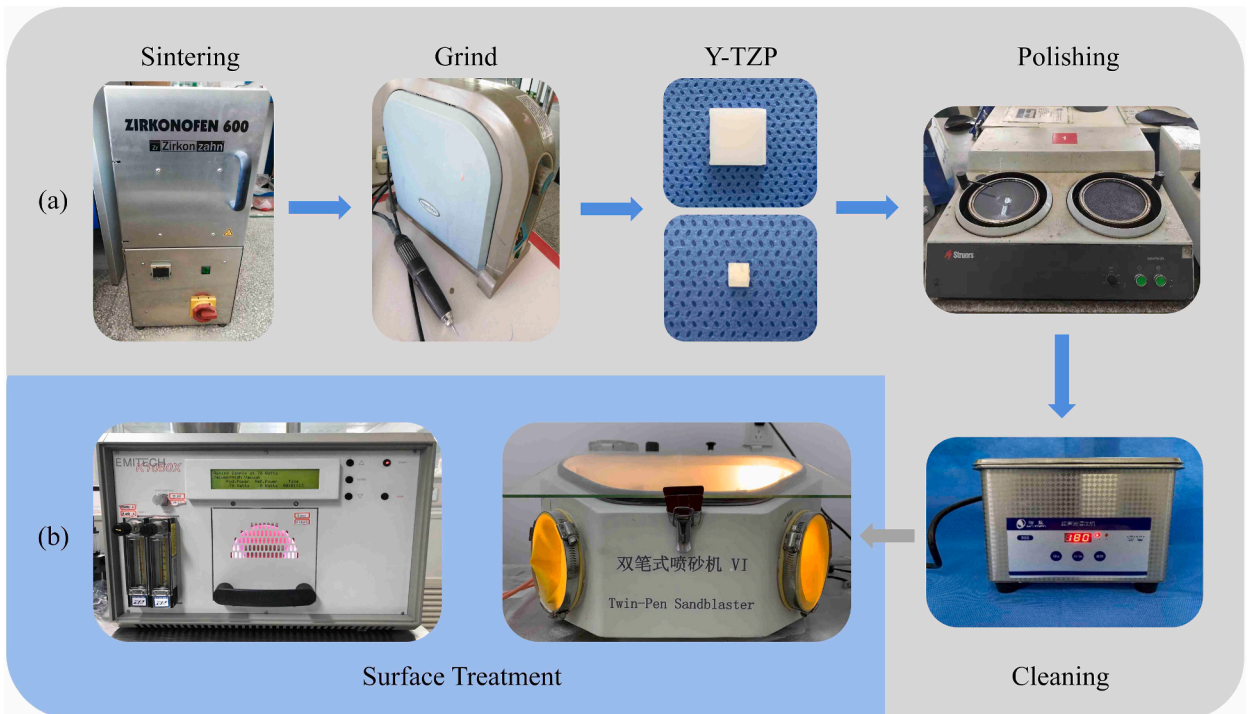 Sintering
Grind
Y-TZP
Polishing
(a)
ZIRKONOFEN 600
Zirkonzahn
Struers
(b)
EMITECH
K1050X
双笔式喷砂机 VI
Twin-Pen Sandblaster
180
Surface Treatment
Cleaning